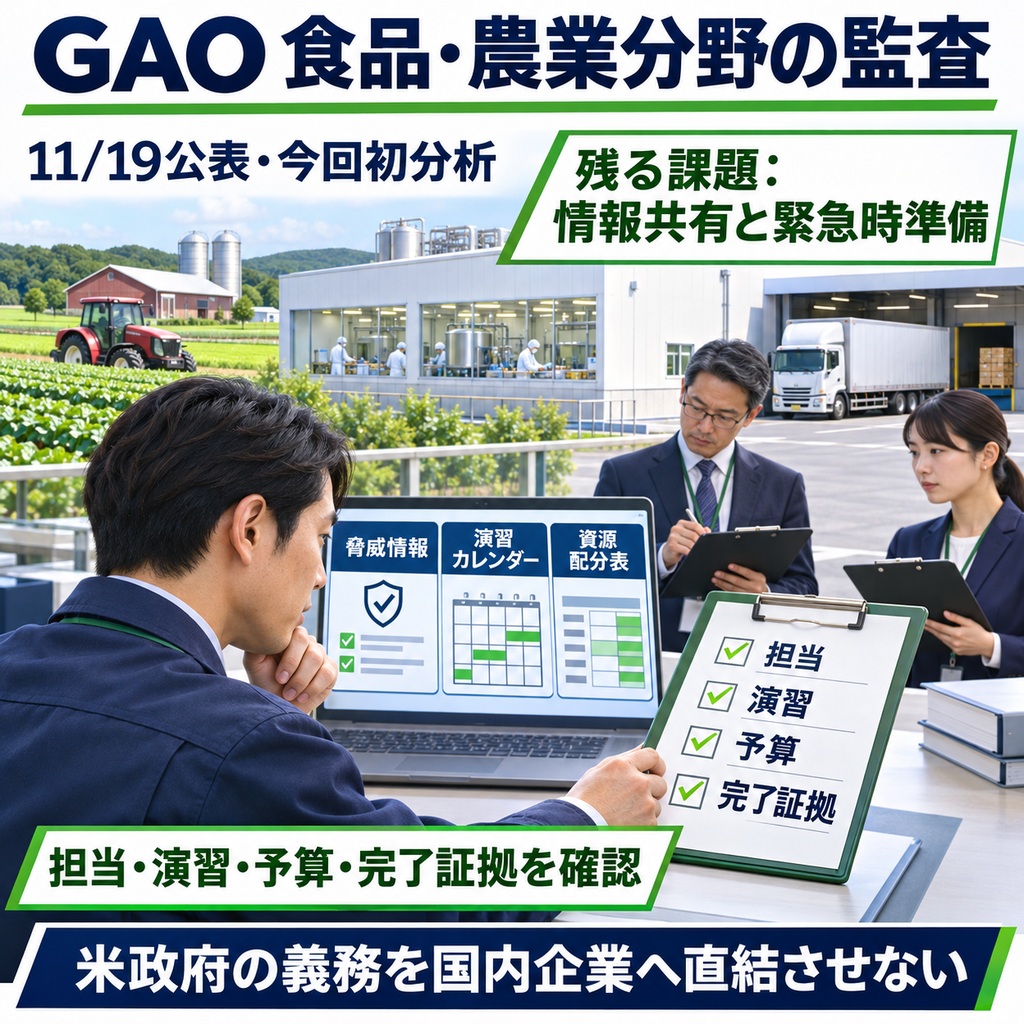 GAO 食品・農業分野の監査
11/19公表・今回初分析
残る課題：
情報共有と緊急時準備
脅威情報
演習
カレンダー
資源
配分表
担当
演習
予算
完了証拠
担当・演習・予算・完了証拠を確認
米政府の義務を国内企業へ直結させない